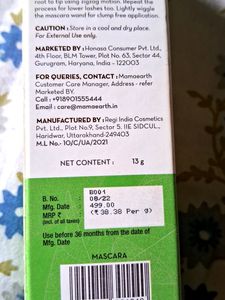 root to tip using zigzag motion. Repeat the
process for lower lashes too. Lightly wiggle
the mascara wand for clump free application.
CAUTION : Store in a cool and dry place.
For External Use only.
MARKETED BY : Honasa Consumer Pvt. Ltd.,
4th Floor, BLM Tower, Plot No. 63, Sector 44,
Gurugram, Haryana, India – 122003
FOR QUERIES, CONTACT : Mamaearth
Customer Care Manager, Address - refer
Marketed BY.
Call : +918901555444
Email : care@mamaearth.in
MANUFACTURED BY : Regi India Cosmetics
Pvt. Ltd., Plot No.9, Sector 5. IIE SIDCUL,
Haridwar, Uttarakhand-249403
M.L No.- 10/C/UA/2021
NET CONTENT : 13 g
B. No. : B001
Mfg. Date : 08/22
MRP ₹ : 499.00
(incl. of all taxes) (₹ 38.38 Per g)
Use before 36 months from the date of
Mfg. Date
MASCARA